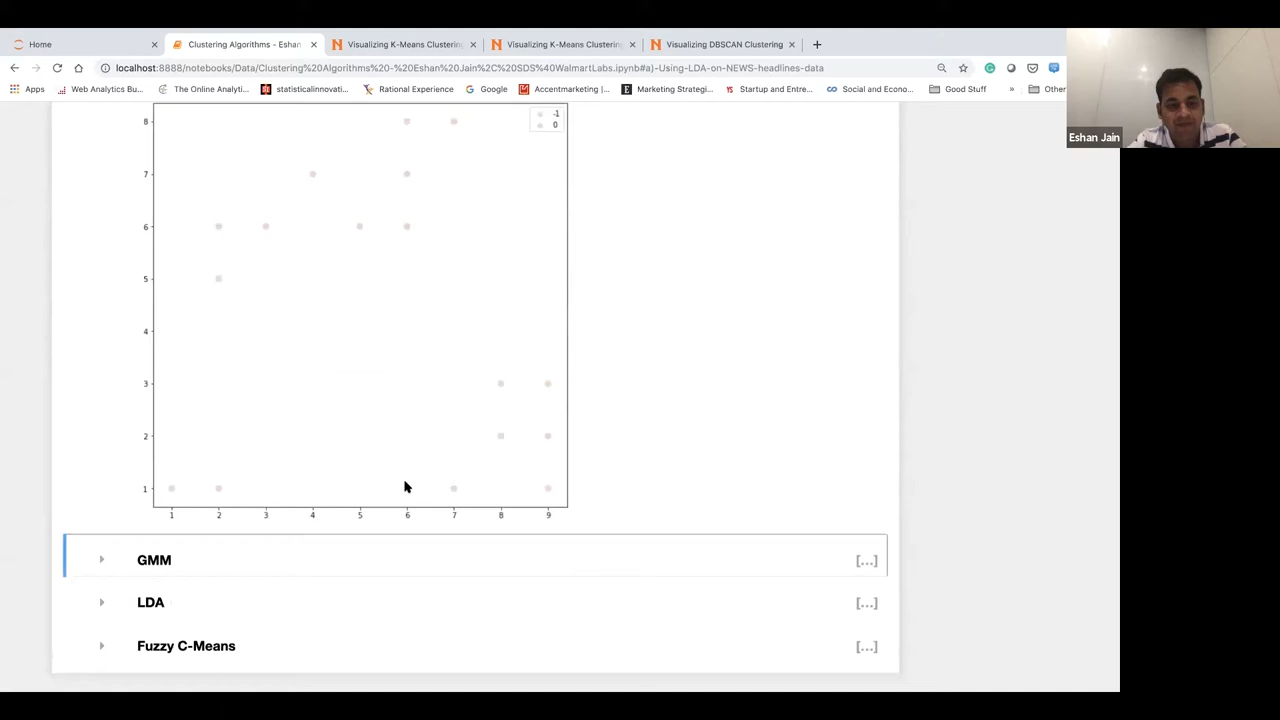 Home
Clustering Algorithms - Eshan
Visualizing K-Means Clustering
Visualizing K-Means Clustering
Visualizing DBSCAN Clustering
localhost:8888/notebooks/Data/Clustering%20Algorithms%20-%20Eshan%20Jain%2C%20SDS%40WalmartLabs.ipynb#a)-Using-LDA-on-NEWS-headlines-data
Apps
Web Analytics Bu...
The Online Analyti...
statisticalinnovati...
Rational Experience
Google
Accentmarketing |...
Marketing Strategi...
Startup and Entre...
Social and Econo...
»
Good Stuff
Other
Eshan Jain
-1
0
8
7
6
5
4
3
2
1
1 2 3 4 5 6 7 8 9
GMM
[...]
LDA
[...]
Fuzzy C-Means
[...]